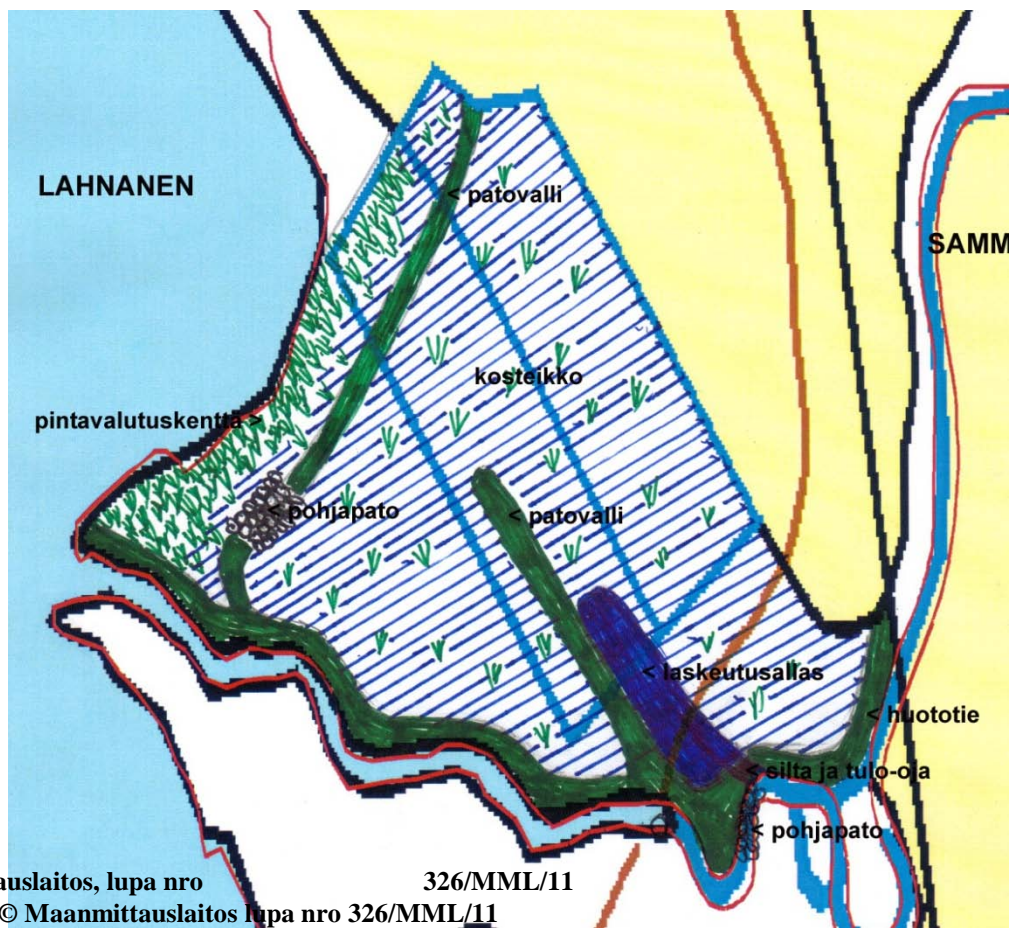 LAHNANEN
< patovalli
SAMM
kosteikko
pintavalutuskenttä >
< pohjapato
< patovalli
< laskeutusallas
< huototie
< silta ja tulo-oja
< pohjapato
auslaitos, lupa nro 326/MML/11
© Maanmittauslaitos lupa nro 326/MML/11